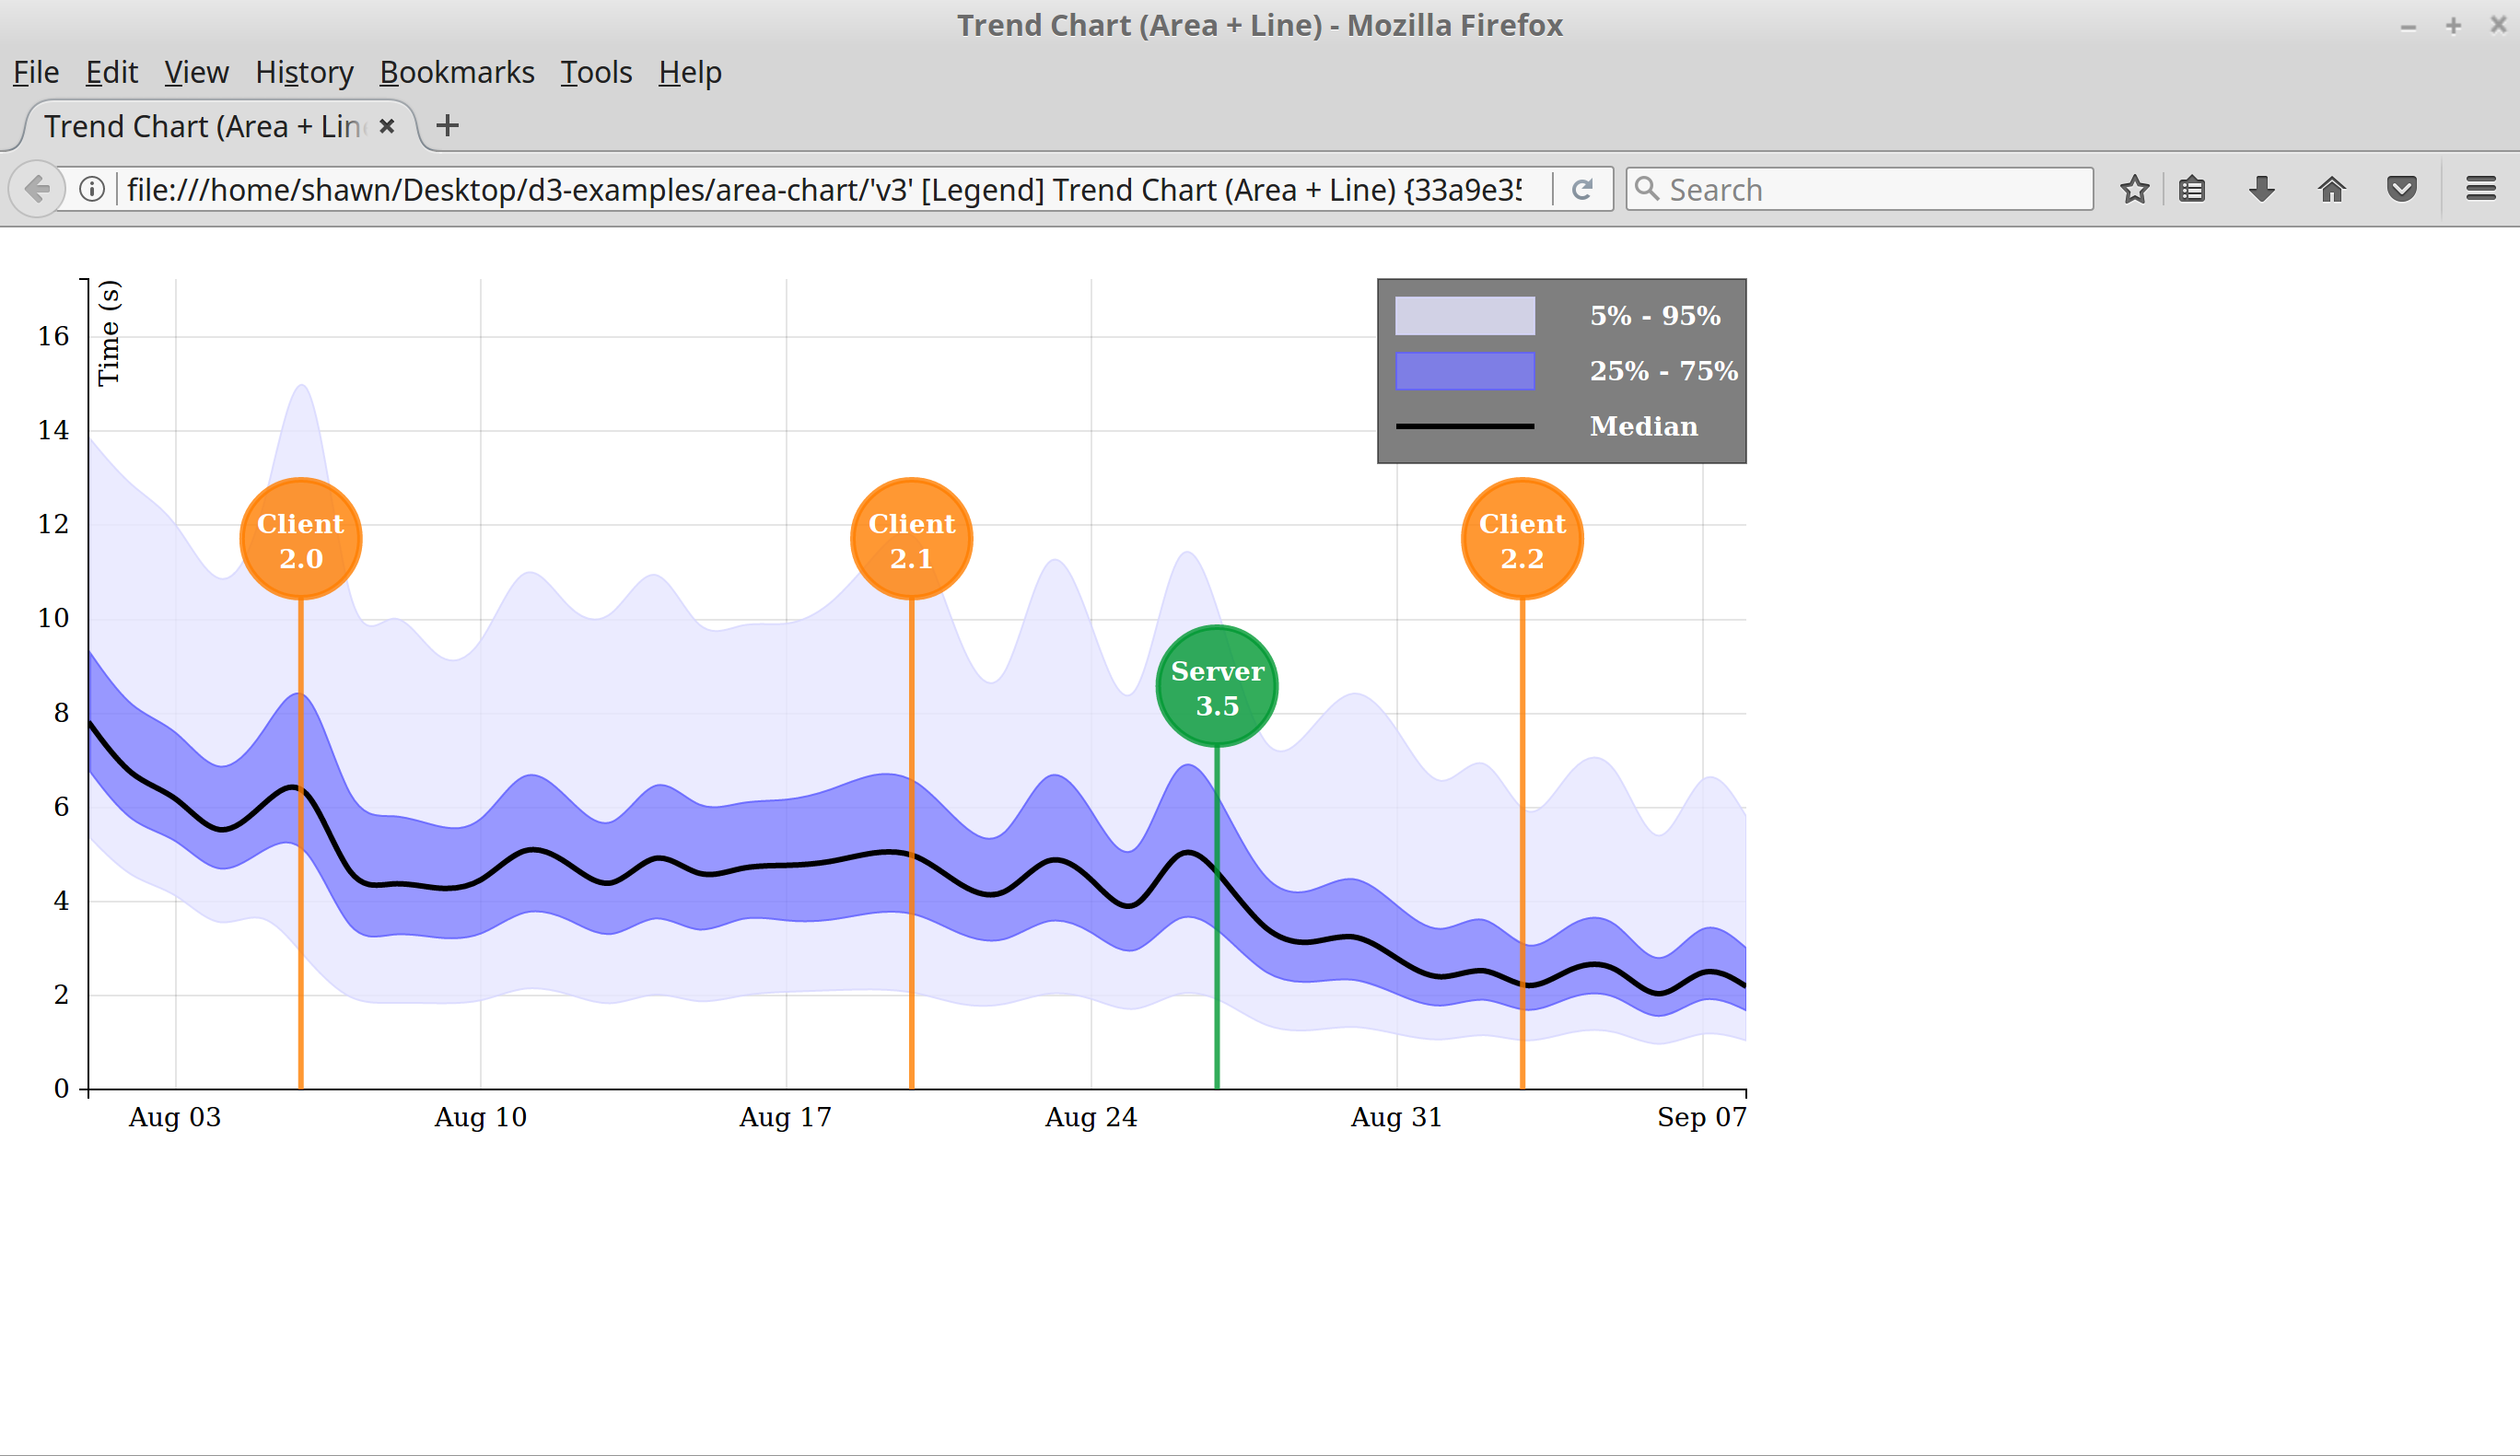 Trend Chart (Area + Line) - Mozilla Firefox
File Edit View History Bookmarks Tools Help
Trend Chart (Area + Lin
file:///home/shawn/Desktop/d3-examples/area-chart/'v3' [Legend] Trend Chart (Area + Line) {33a9e35
Search
Time (s)
16
14
12
10
8
6
4
2
0
5% - 95%
25% - 75%
Median
Client
2.0
Client
2.1
Client
2.2
Server
3.5
Aug 03 Aug 10 Aug 17 Aug 24 Aug 31 Sep 07